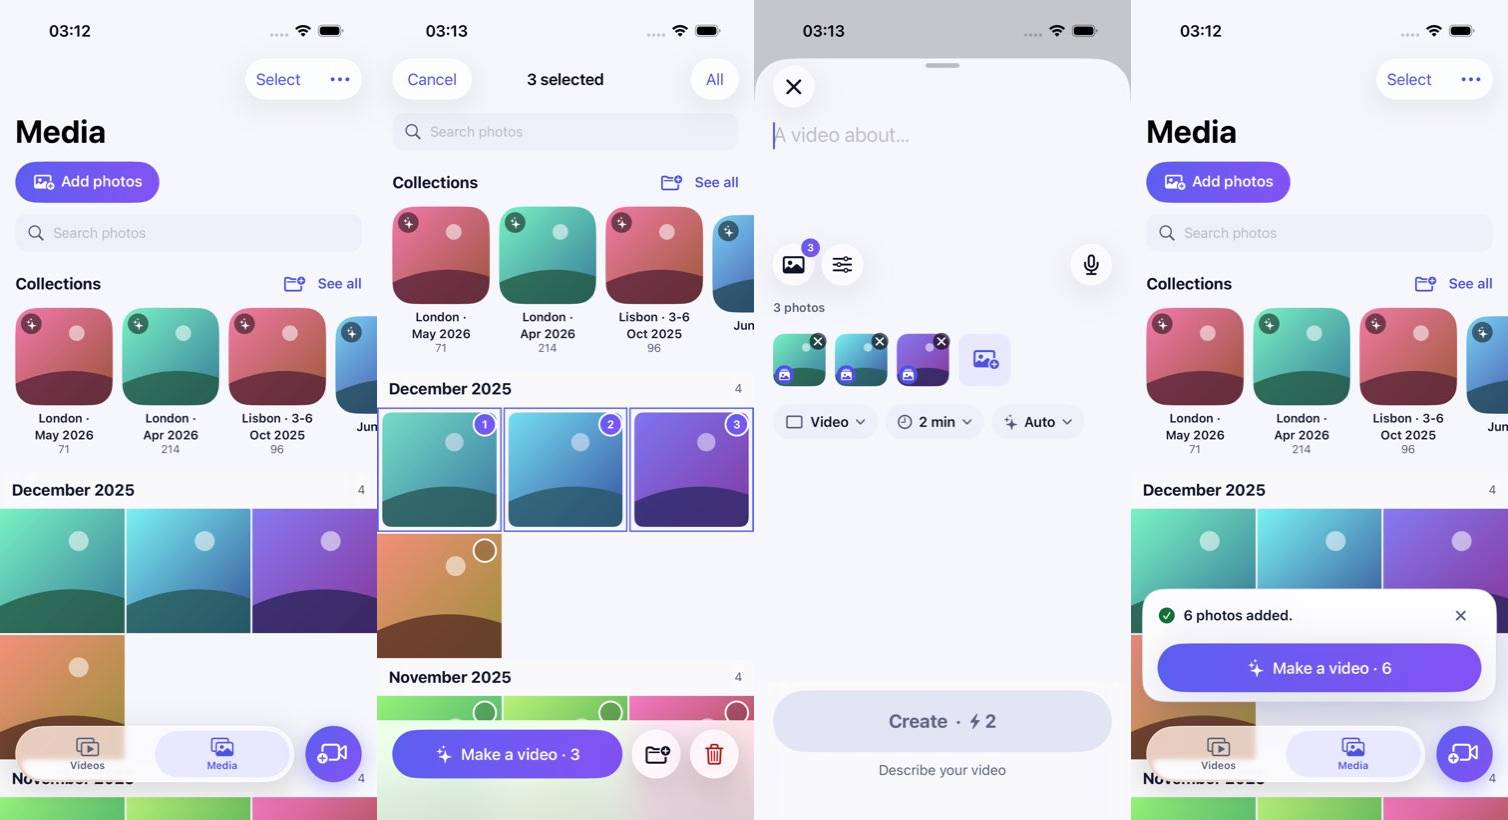 03:12
Select
Media
Add photos
Search photos
Collections
See all
London ·
May 2026
71
London ·
Apr 2026
214
Lisbon · 3-6
Oct 2025
96
Jun
December 2025
4
Videos
Media
November 2025
4
03:13
Cancel
3 selected
All
Search photos
Collections
See all
London ·
May 2026
71
London ·
Apr 2026
214
Lisbon · 3-6
Oct 2025
96
Jun
December 2025
4
1
2
3
November 2025
4
Make a video · 3
03:13
A video about...
3
3 photos
Video
2 min
Auto
Create · 2
Describe your video
03:12
Select
Media
Add photos
Search photos
Collections
See all
London ·
May 2026
71
London ·
Apr 2026
214
Lisbon · 3-6
Oct 2025
96
Jun
December 2025
4
6 photos added.
Make a video · 6
Videos
Media
November 2025
4